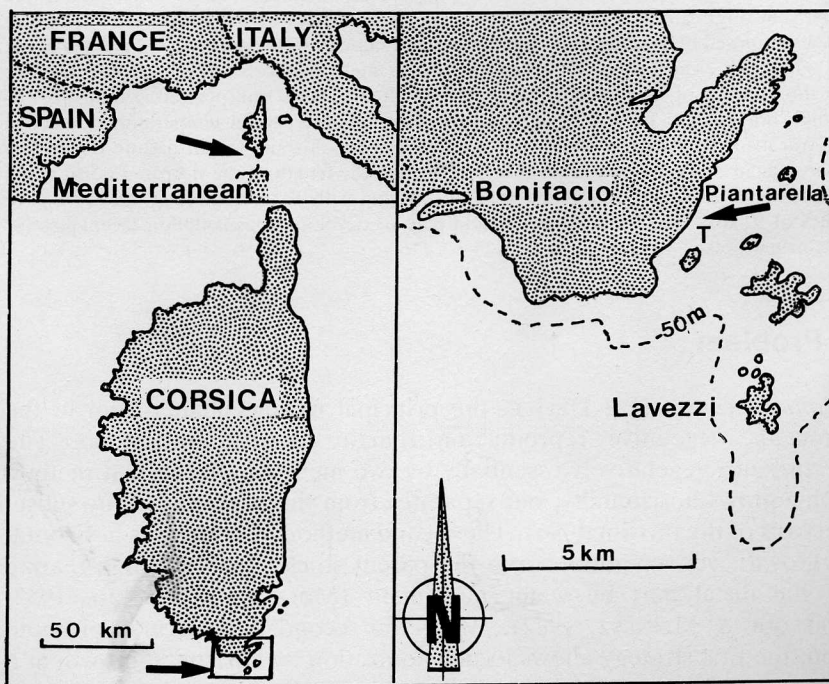 FRANCE
ITALY
SPAIN
Mediterranean
CORSICA
50 km
Bonifacio
Piantarella
T
50m
Lavezzi
5 km
N